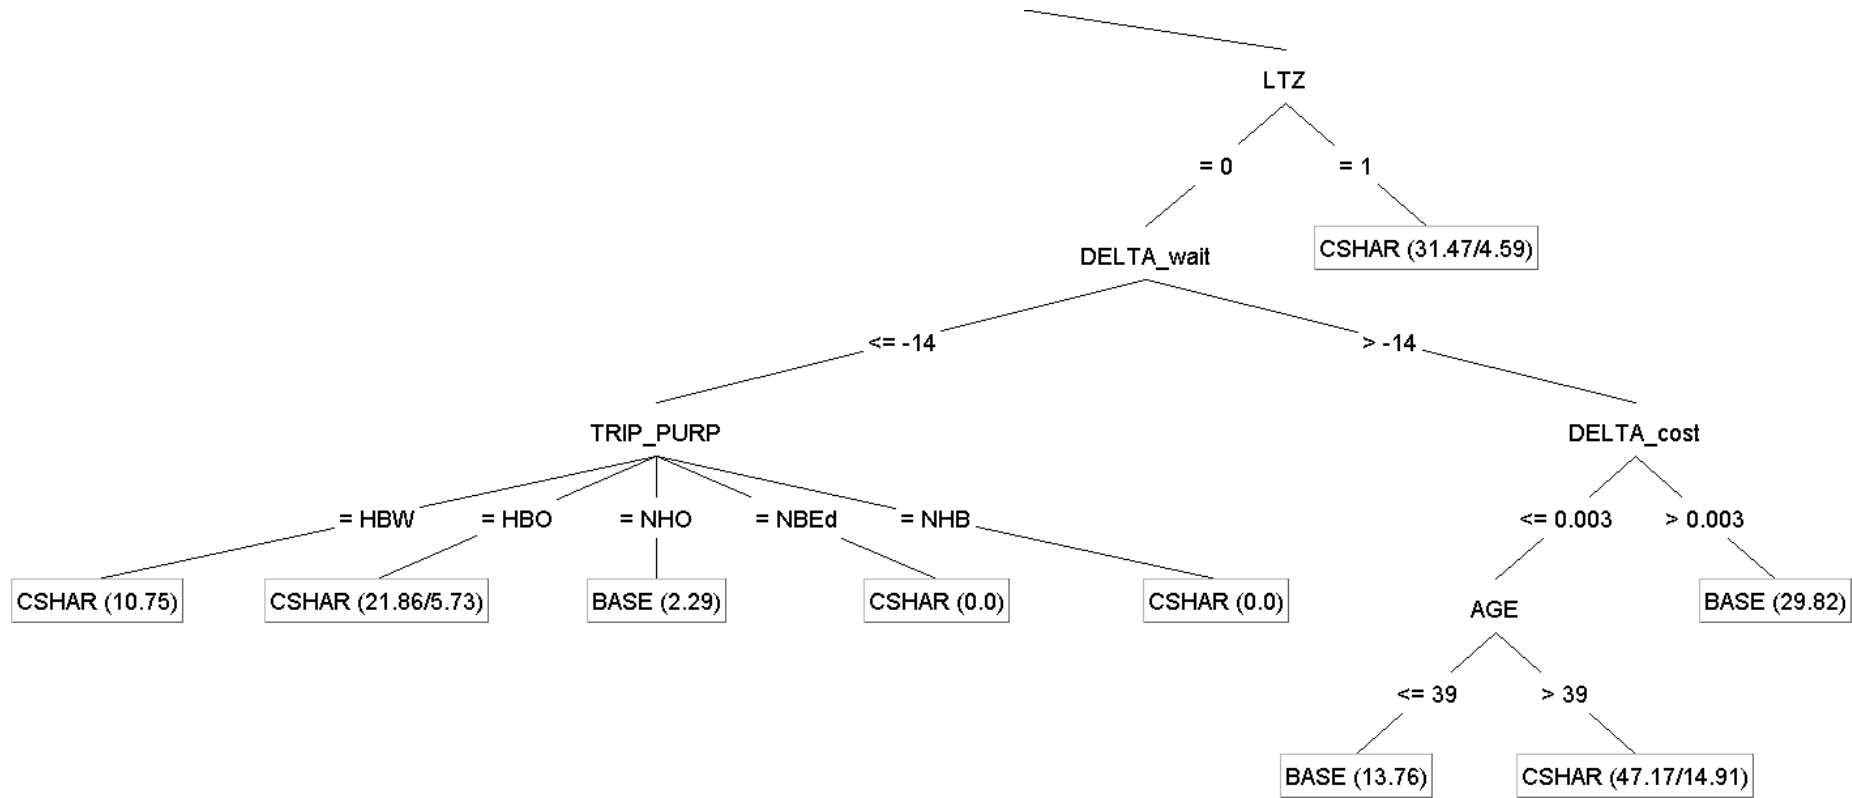 LTZ
= 0
= 1
DELTA_wait
CSHAR (31.47/4.59)
<= -14
> -14
TRIP_PURP
DELTA_cost
= HBW
= HBO
= NHO
= NBEd
= NHB
<= 0.003
> 0.003
CSHAR (10.75)
CSHAR (21.86/5.73)
BASE (2.29)
CSHAR (0.0)
CSHAR (0.0)
AGE
BASE (29.82)
<= 39
> 39
BASE (13.76)
CSHAR (47.17/14.91)